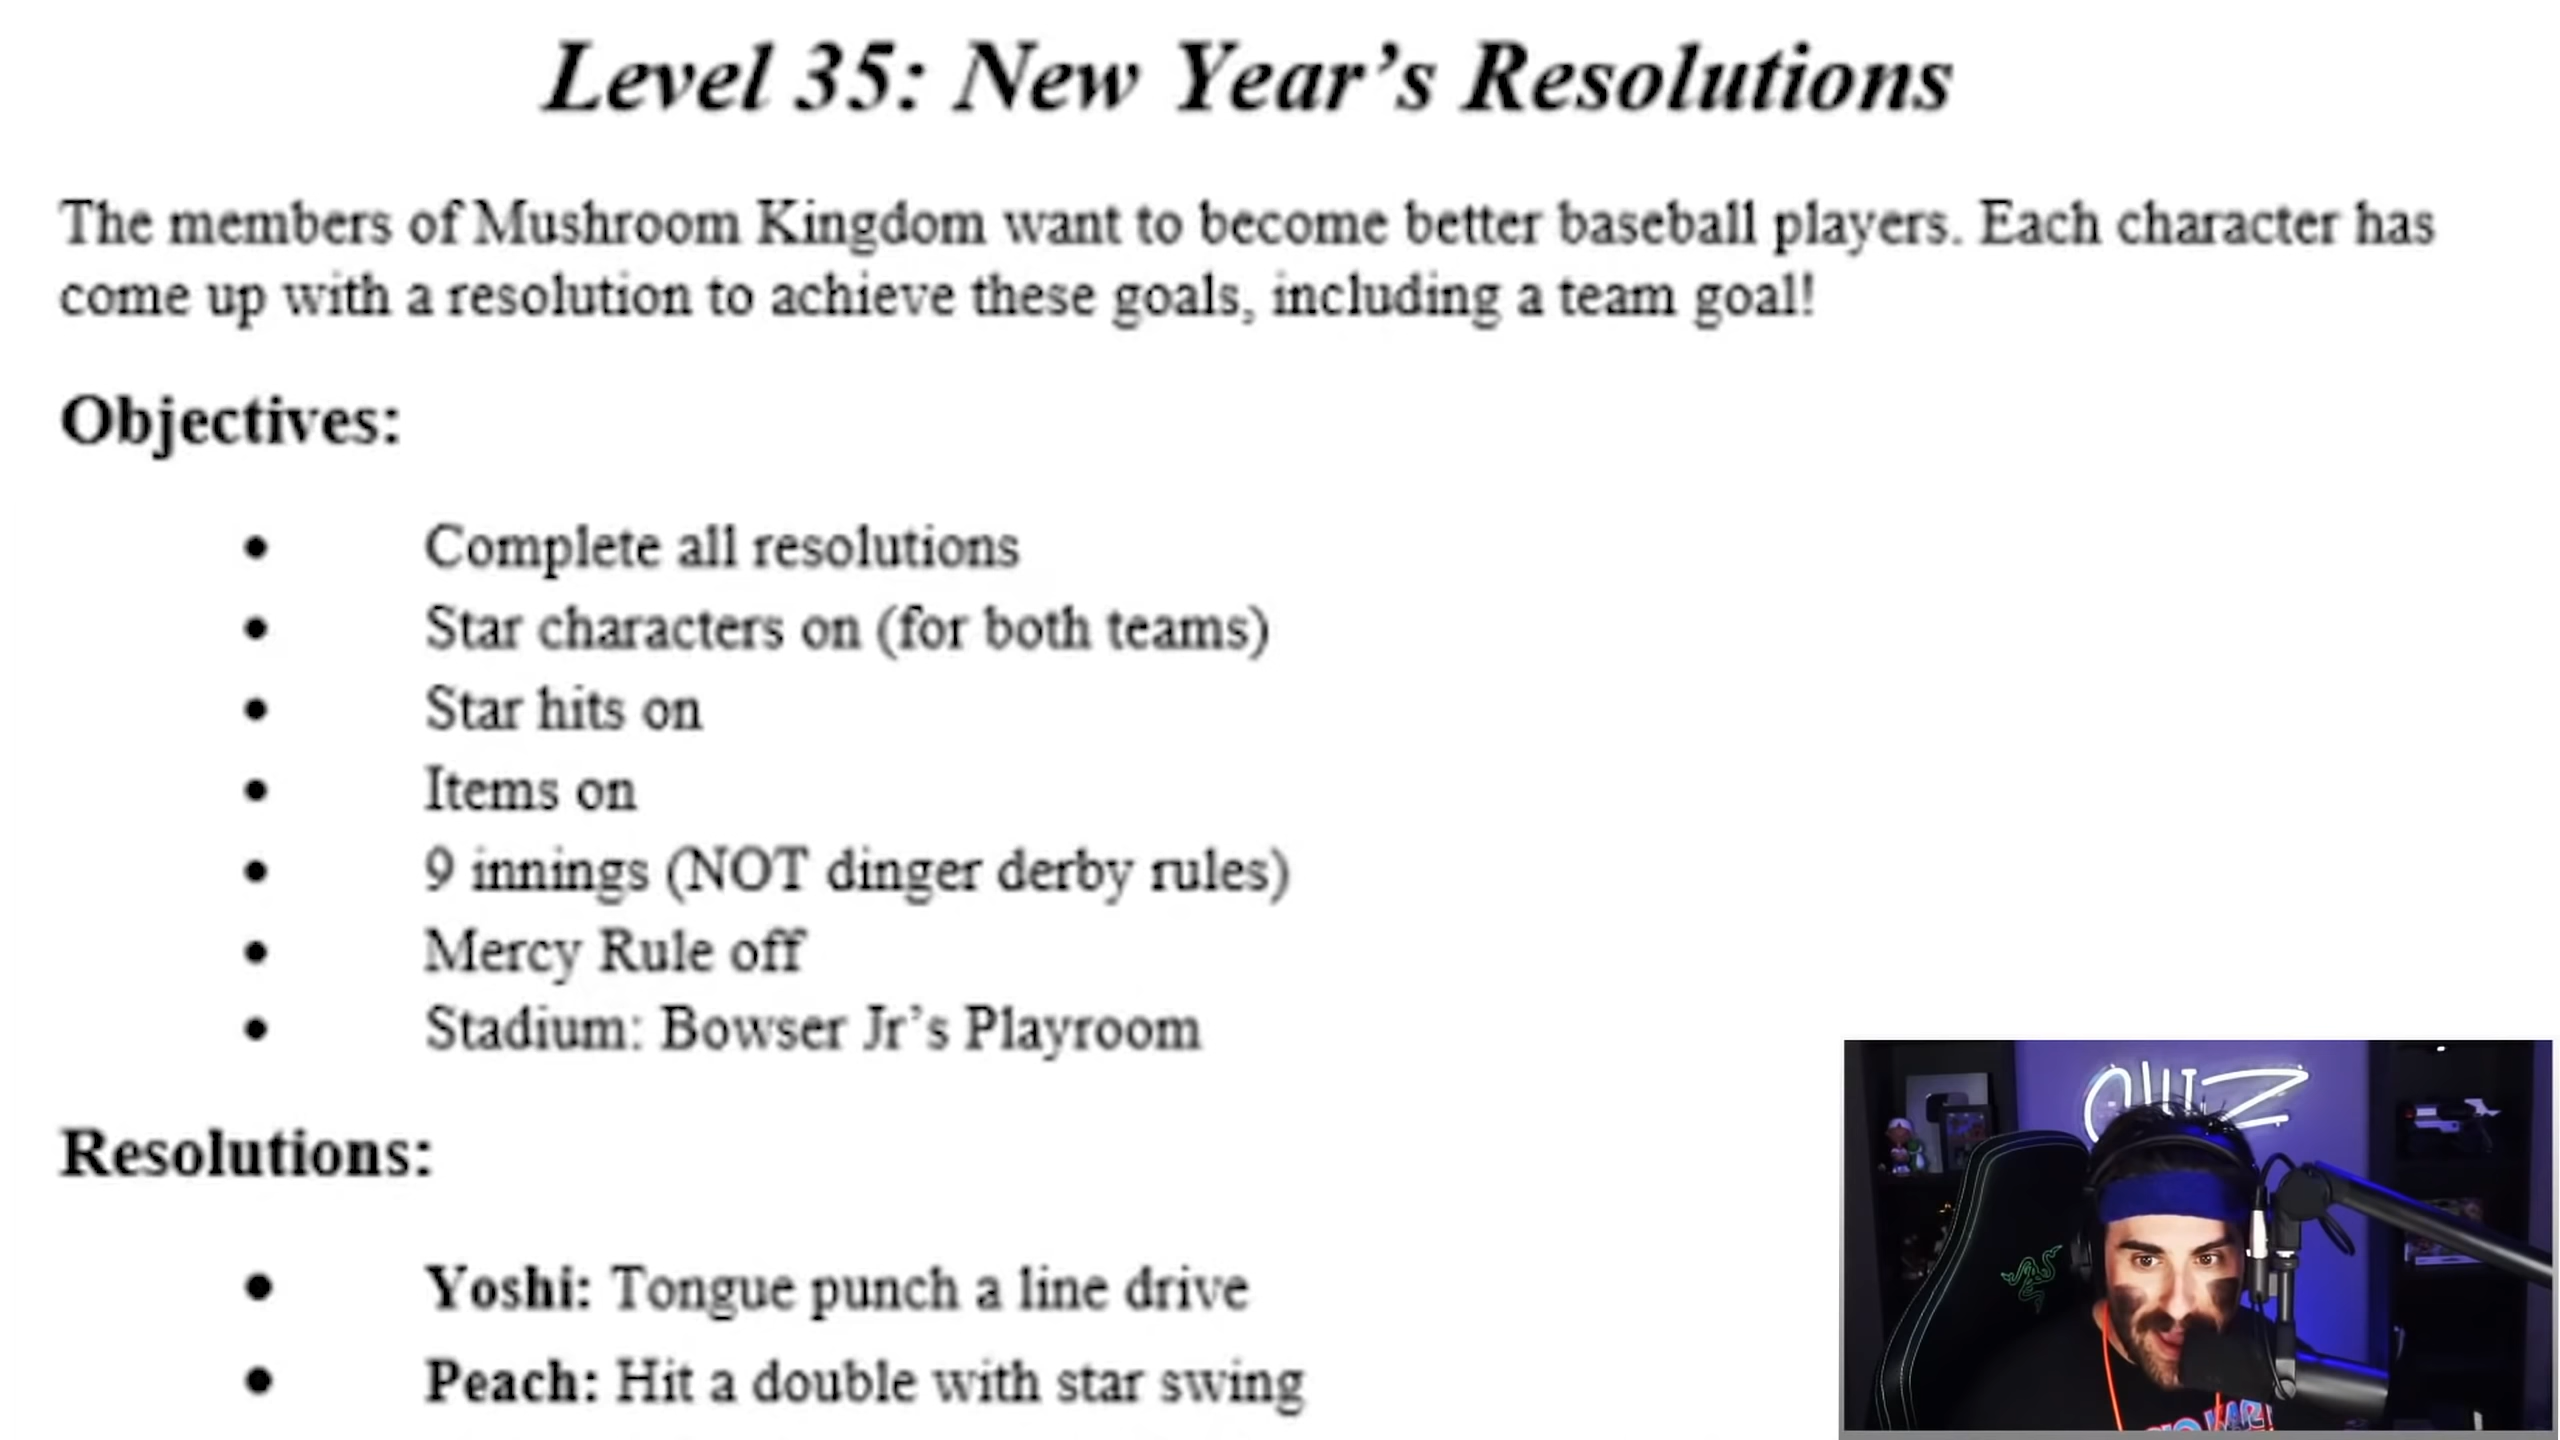 Level 35: New Year’s Resolutions
The members of Mushroom Kingdom want to become better baseball players. Each character has
come up with a resolution to achieve these goals, including a team goal!
Objectives:
• Complete all resolutions
• Star characters on (for both teams)
• Star hits on
• Items on
• 9 innings (NOT dinger derby rules)
• Mercy Rule off
• Stadium: Bowser Jr’s Playroom
Resolutions:
• Yoshi: Tongue punch a line drive
• Peach: Hit a double with star swing
QUIZ